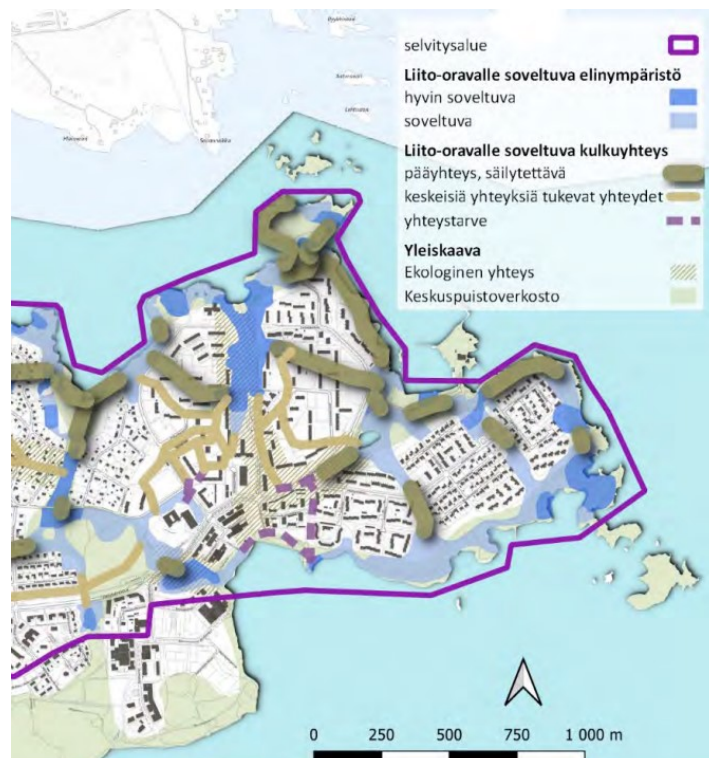 selvitysalue
Liito-oravalle soveltuva elinympäristö
hyvin soveltuva
soveltuva
Liito-oravalle soveltuva kulkuyhteys
pääyhteys, säilytettävä
keskeisiä yhteyksiä tukevat yhteydet
yhteystarve
Yleiskaava
Ekologinen yhteys
Keskuspuistoverkosto
0 250 500 750 1 000 m